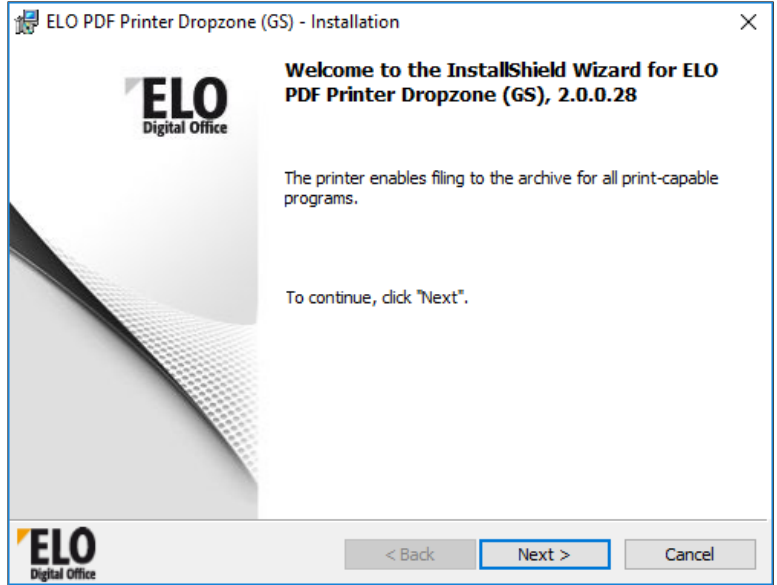 ELO PDF Printer Dropzone (GS) - Installation
ELO
Digital Office
Welcome to the InstallShield Wizard for ELO
PDF Printer Dropzone (GS), 2.0.0.28
The printer enables filing to the archive for all print-capable
programs.
To continue, click "Next".
ELO
Digital Office
< Back
Next >
Cancel